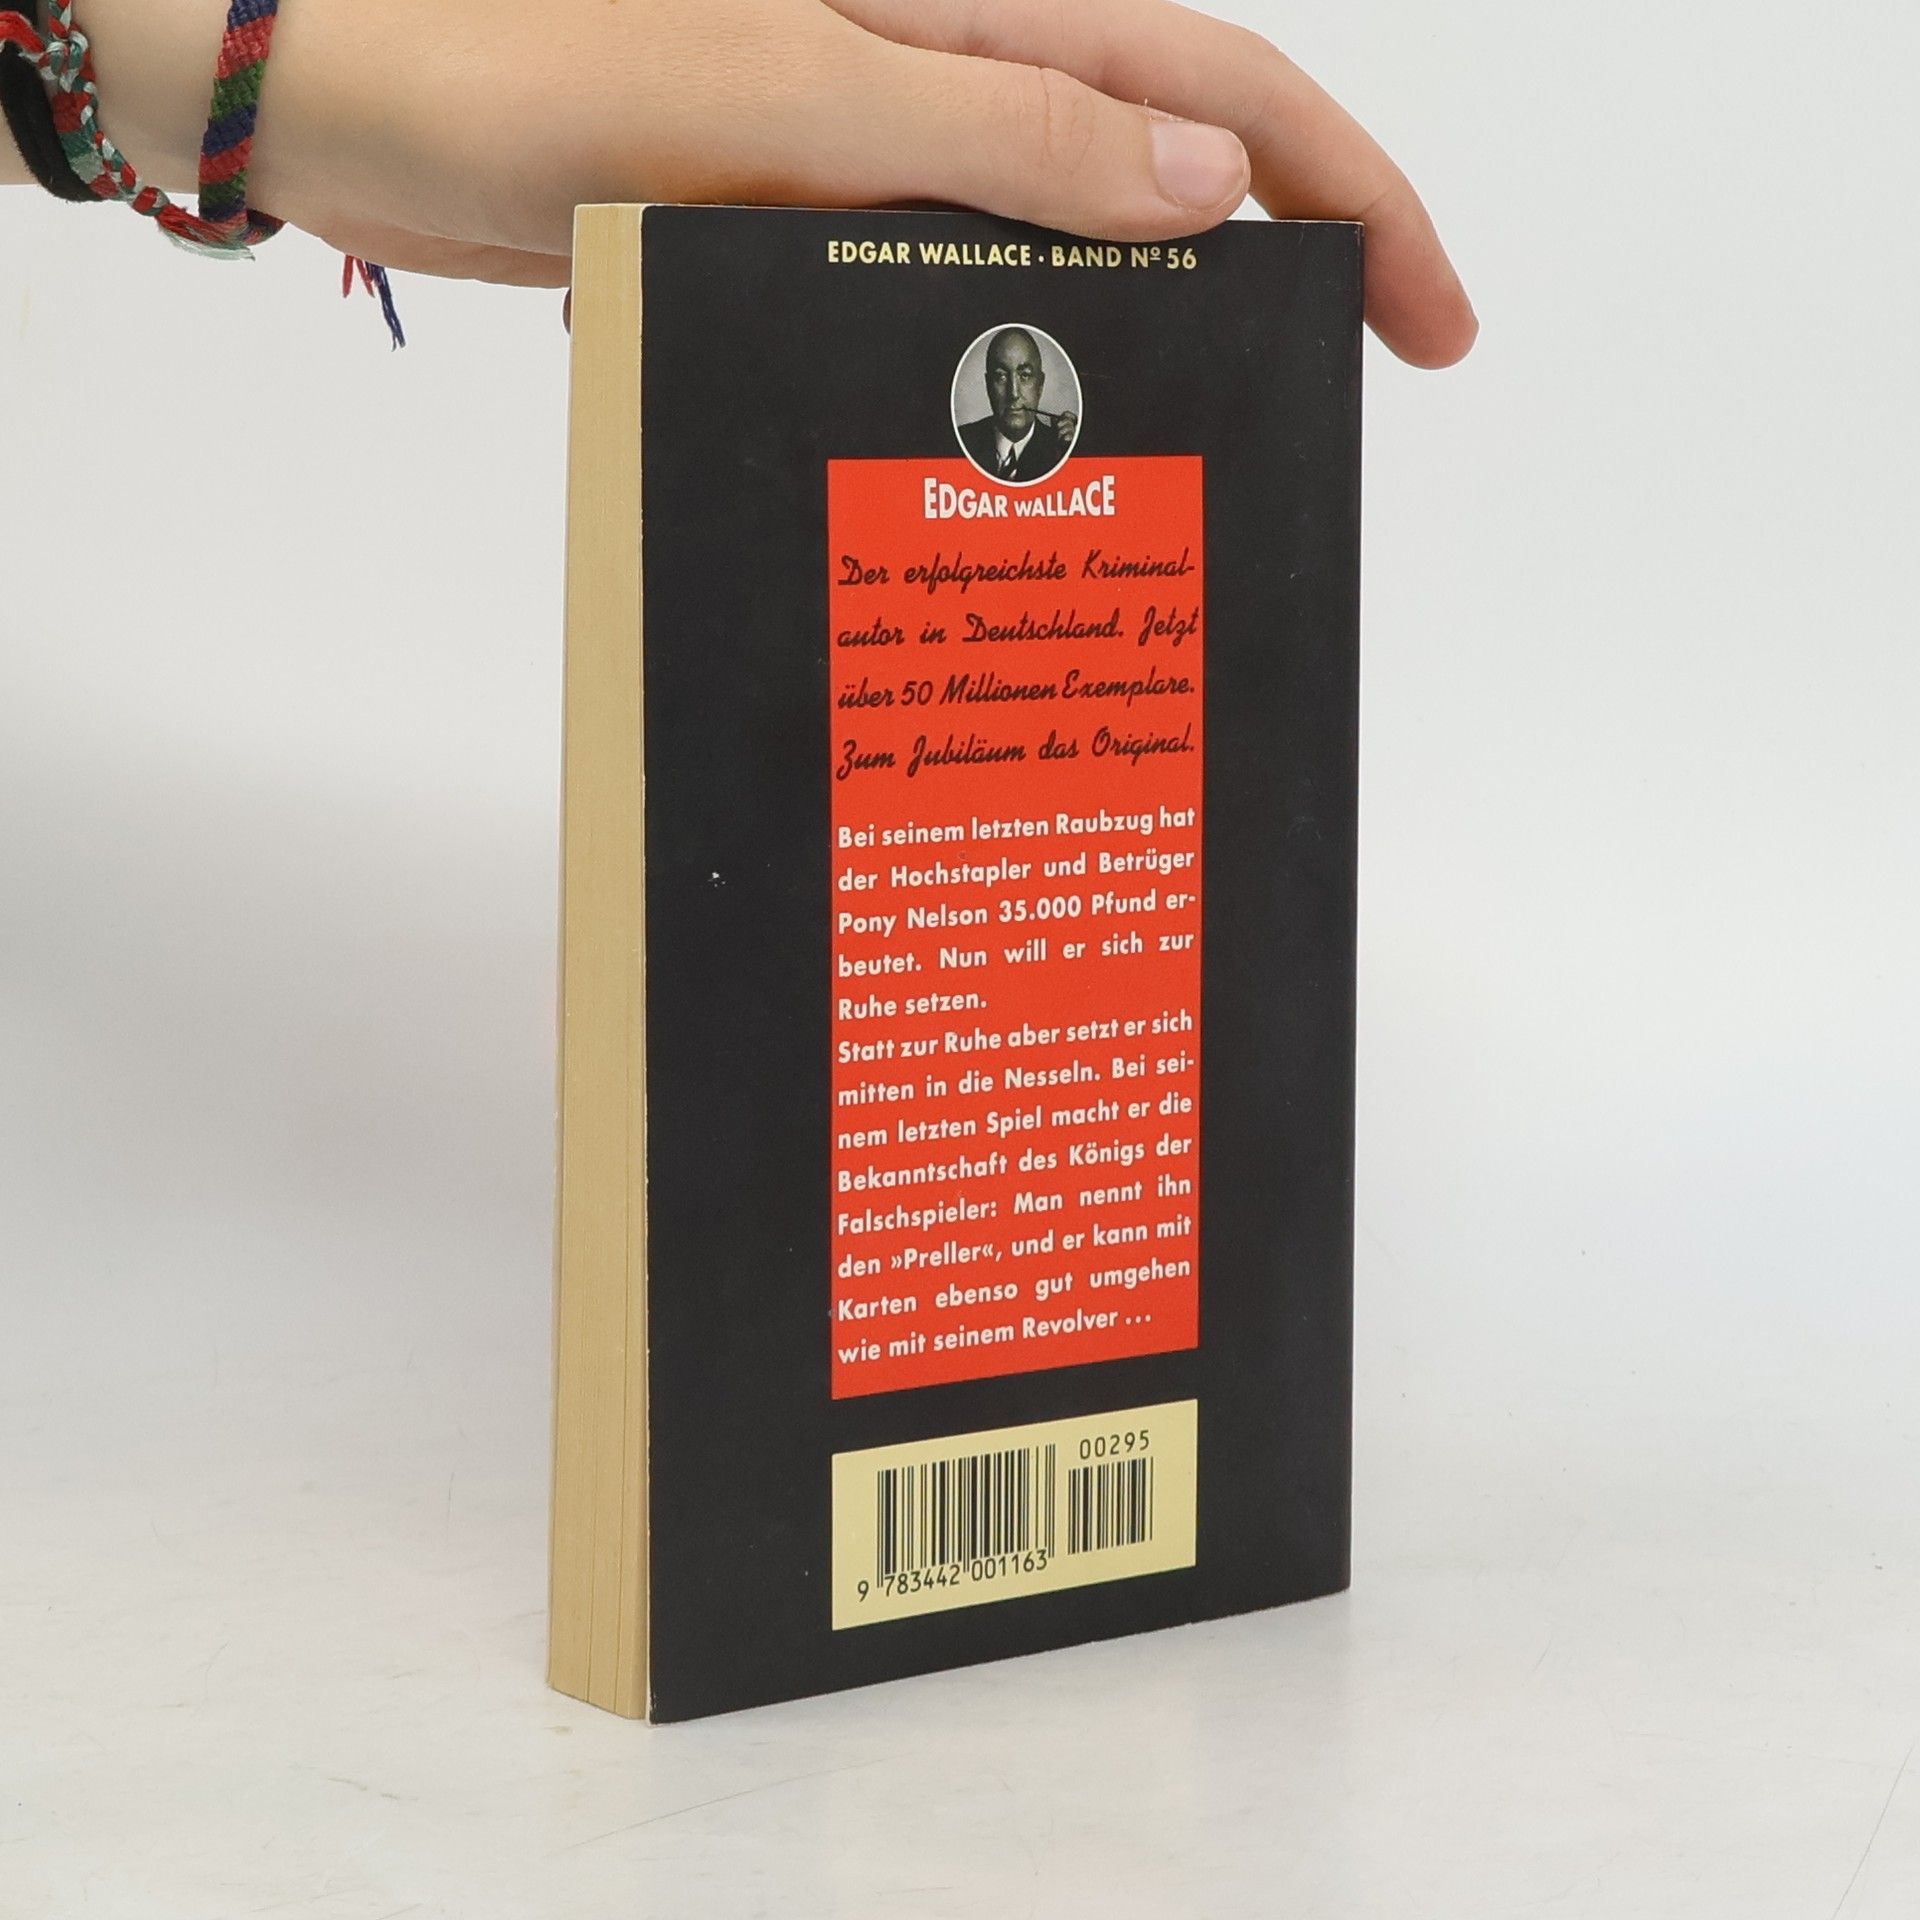 EDGAR WALLACE · BAND Nº 56
EDGAR WALLACE
Der erfolgreichste Kriminal-
autor in Deutschland. Jetzt
über 50 Millionen Exemplare.
Zum Jubiläum das Original.
Bei seinem letzten Raubzug hat
der Hochstapler und Betrüger
Pony Nelson 35.000 Pfund er-
beutet. Nun will er sich zur
Ruhe setzen.
Statt zur Ruhe aber setzt er sich
mitten in die Nesseln. Bei sei-
nem letzten Spiel macht er die
Bekanntschaft des Königs der
Falschspieler: Man nennt ihn
den »Preller«, und er kann mit
Karten ebenso gut umgehen
wie mit seinem Revolver ...
00295
9 783442 001163